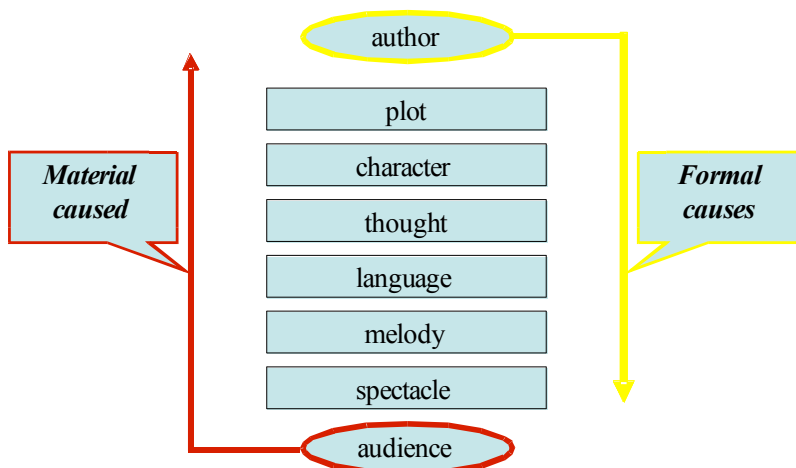 author
plot
character
Material
caused
Formal
causes
thought
language
melody
spectacle
audience